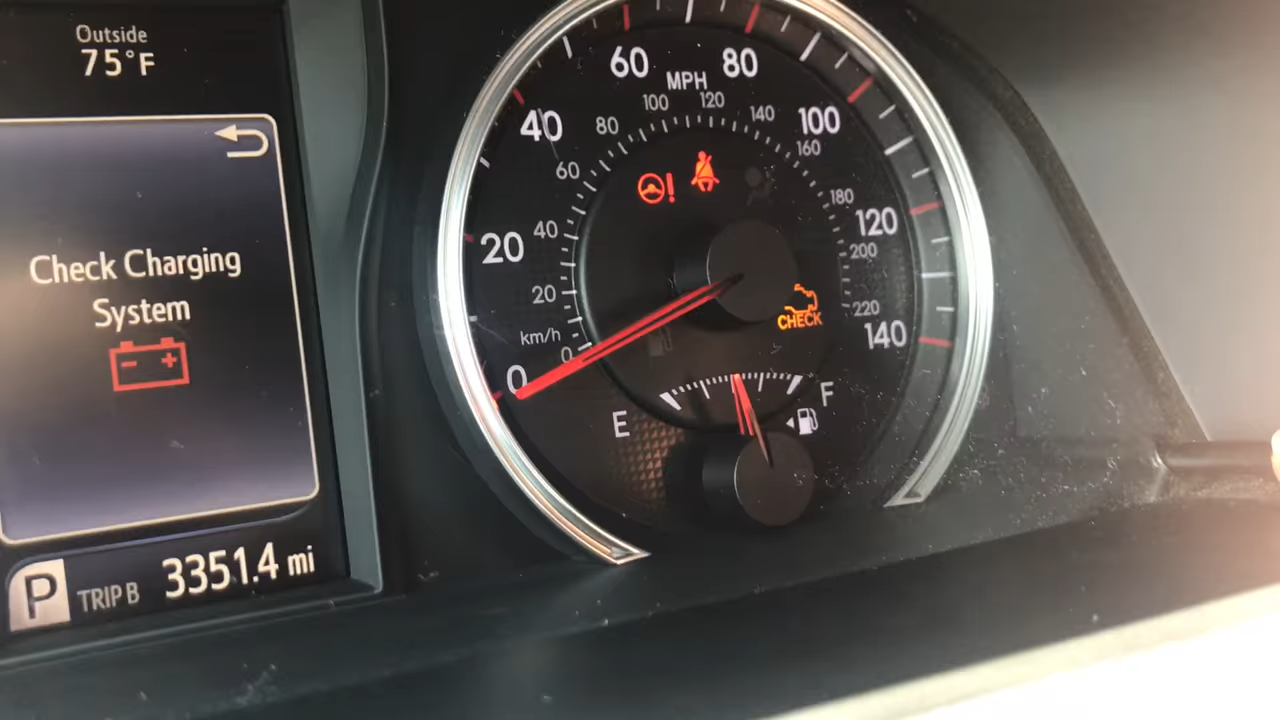 Outside
75°F
Check Charging
System
- +
P TRIP B 3351.4 mi
MPH
km/h
0 20 40 60 80 100 120 140
0 20 40 60 80 100 120 140 160 180 200 220
!
CHECK
E F